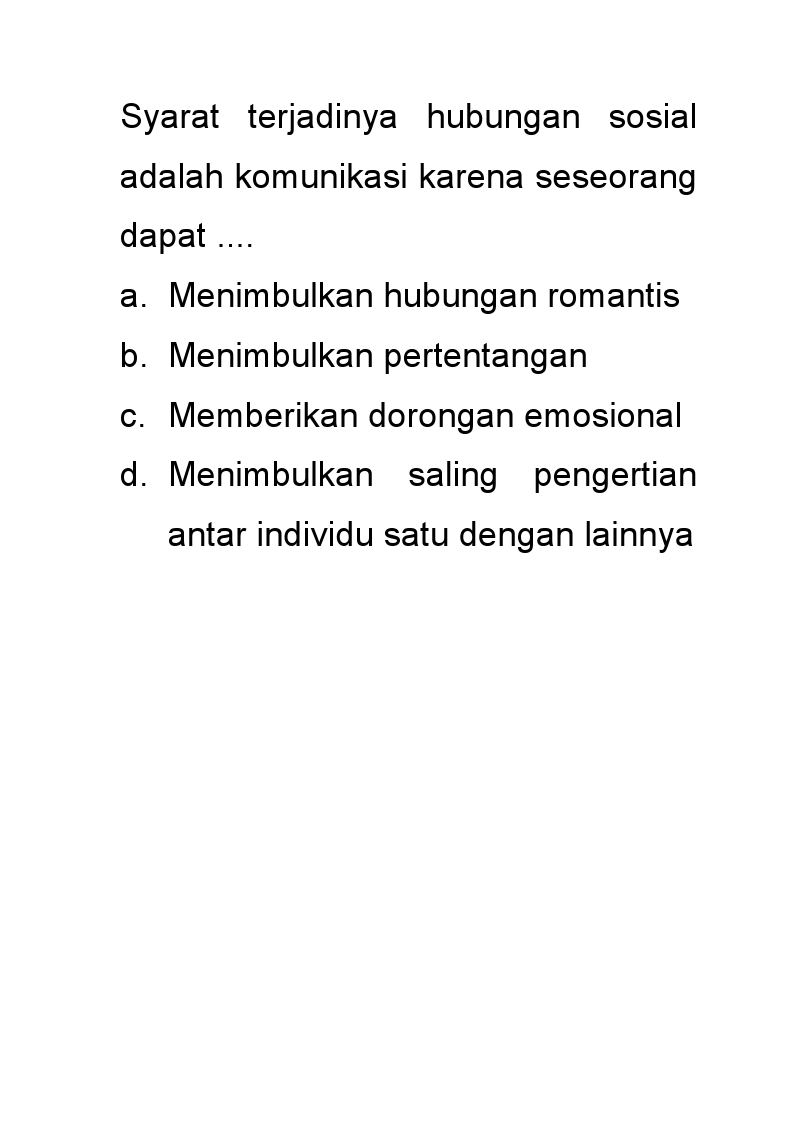 Syarat terjadinya hubungan sosial
adalah komunikasi karena seseorang
dapat ....
a. Menimbulkan hubungan romantis
b. Menimbulkan pertentangan
c. Memberikan dorongan emosional
d. Menimbulkan saling pengertian
antar individu satu dengan lainnya